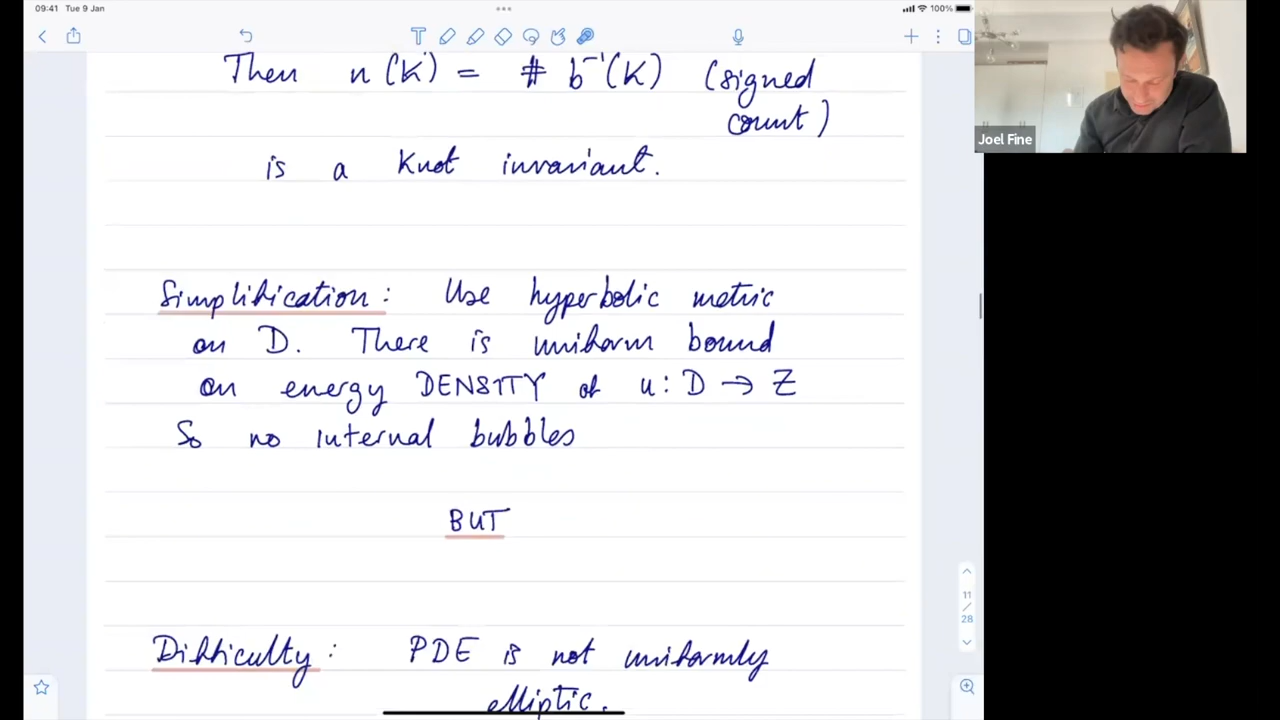 09:41 Tue 9 Jan
100%
Then n(K) = # b⁻¹(K) (signed
count)
is a knot invariant.
Joel Fine
Simplification: Use hyperbolic metric
on D. There is uniform bound
on energy DENSITY of u: D → Z
So no internal bubbles
BUT
11
/
28
Difficulty: PDE is not uniformly
elliptic.